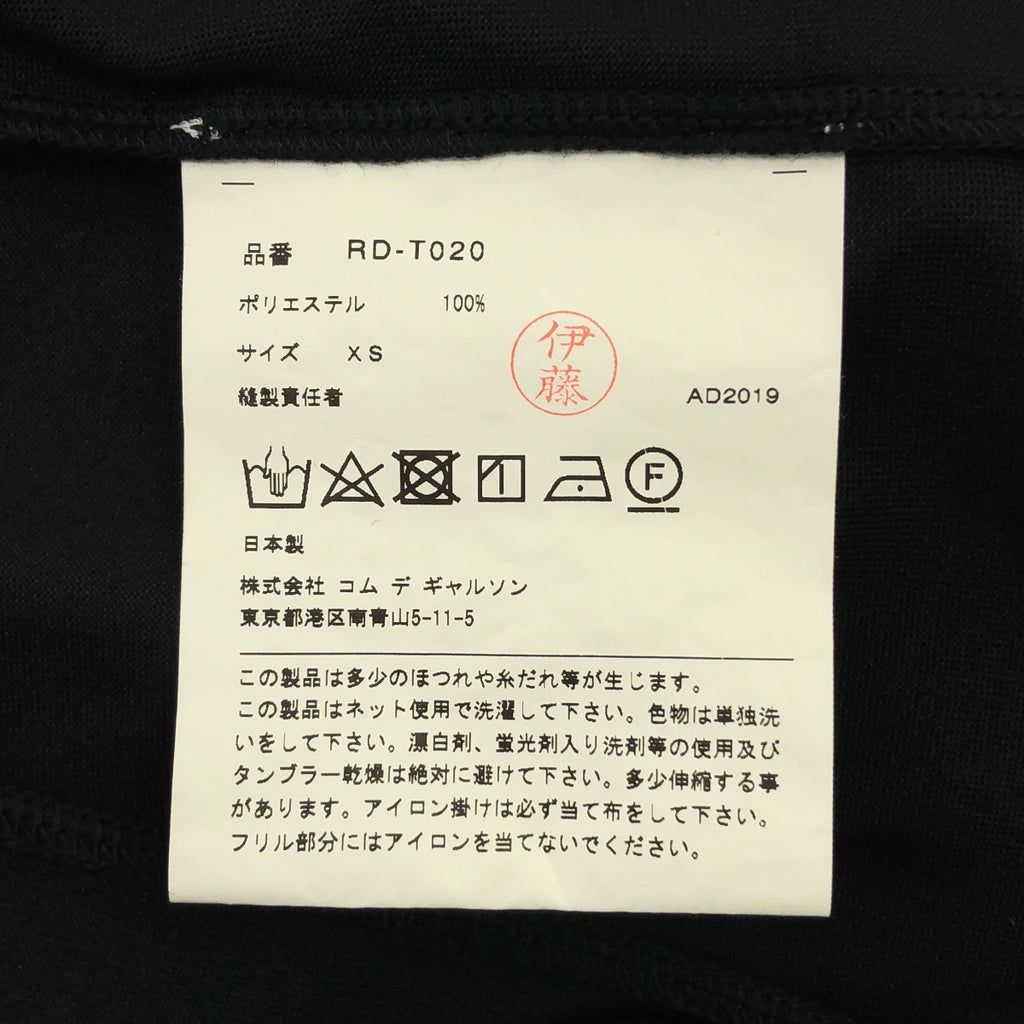 品番 RD-T020
ポリエステル 100%
サイズ XS
伊藤
縫製責任者 AD2019
F
日本製
株式会社 コム デ ギャルソン
東京都港区南青山5-11-5
この製品は多少のほつれや糸だれ等が生じます。
この製品はネット使用で洗濯して下さい。色物は単独洗
いをして下さい。漂白剤、蛍光剤入り洗剤等の使用及び
タンブラー乾燥は絶対に避けて下さい。多少伸縮する事
があります。アイロン掛けは必ず当て布をして下さい。
フリル部分にはアイロンを当てないでください。